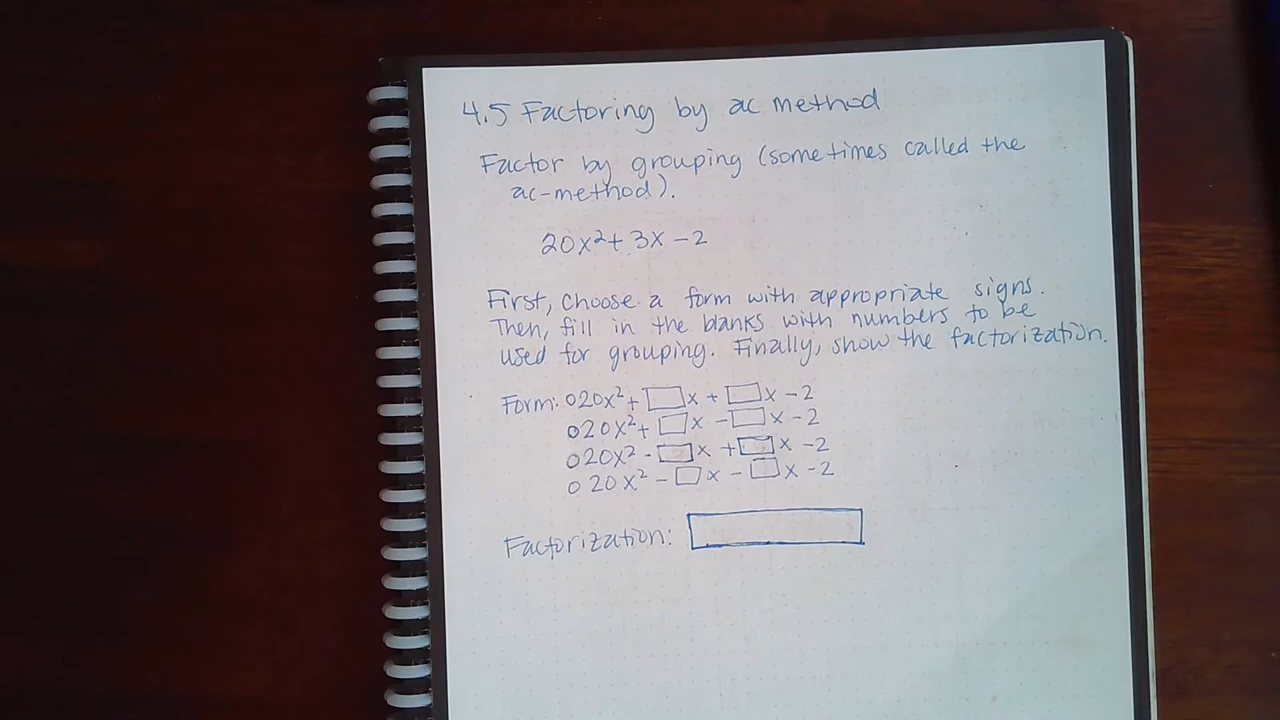 4.5 Factoring by ac method
Factor by grouping (sometimes called the
ac-method).
20x²+ 3x - 2
First, choose a form with appropriate signs.
Then, fill in the blanks with numbers to be
used for grouping. Finally, show the factorization.
Form: ○ 20x² + □x + □x - 2
○ 20x² + □x - □x - 2
○ 20x² - □x + □x - 2
○ 20x² - □x - □x - 2
Factorization: